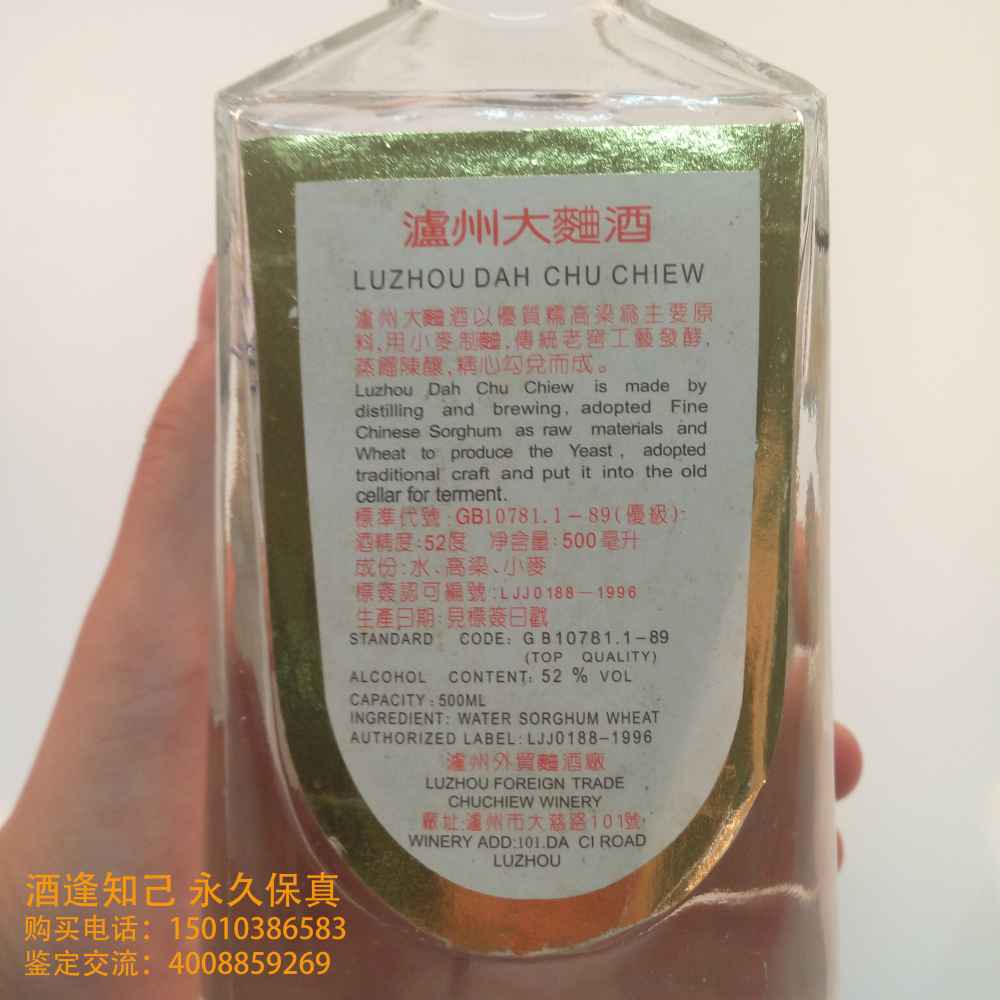 瀘州大麯酒
LUZHOU DAH CHU CHIEW
瀘州大麯酒以優質糯高梁爲主要原
料,用小麥制麯,傳統老窖工藝發酵,
蒸餾陳釀,精心勾兌而成。
Luzhou Dah Chu Chiew is made by
distilling and brewing, adopted Fine
Chinese Sorghum as raw materials and
Wheat to produce the Yeast, adopted
traditional craft and put it into the old
cellar for terment.
標準代號:GB10781.1-89(優級)
酒精度:52度 净含量:500毫升
成份:水、高梁、小麥
標簽認可編號:LJJ0188-1996
生產日期:見標簽日戳
STANDARD CODE: GB10781.1-89
(TOP QUALITY)
ALCOHOL CONTENT: 52 % VOL
CAPACITY: 500ML
INGREDIENT: WATER SORGHUM WHEAT
AUTHORIZED LABEL: LJJ0188-1996
瀘州外貿麯酒廠
LUZHOU FOREIGN TRADE
CHUCHIEW WINERY
廠址:瀘州市大慈路101號
WINERY ADD:101.DA CI ROAD
LUZHOU
酒逢知己 永久保真
购买电话：15010386583
鉴定交流：4008859269